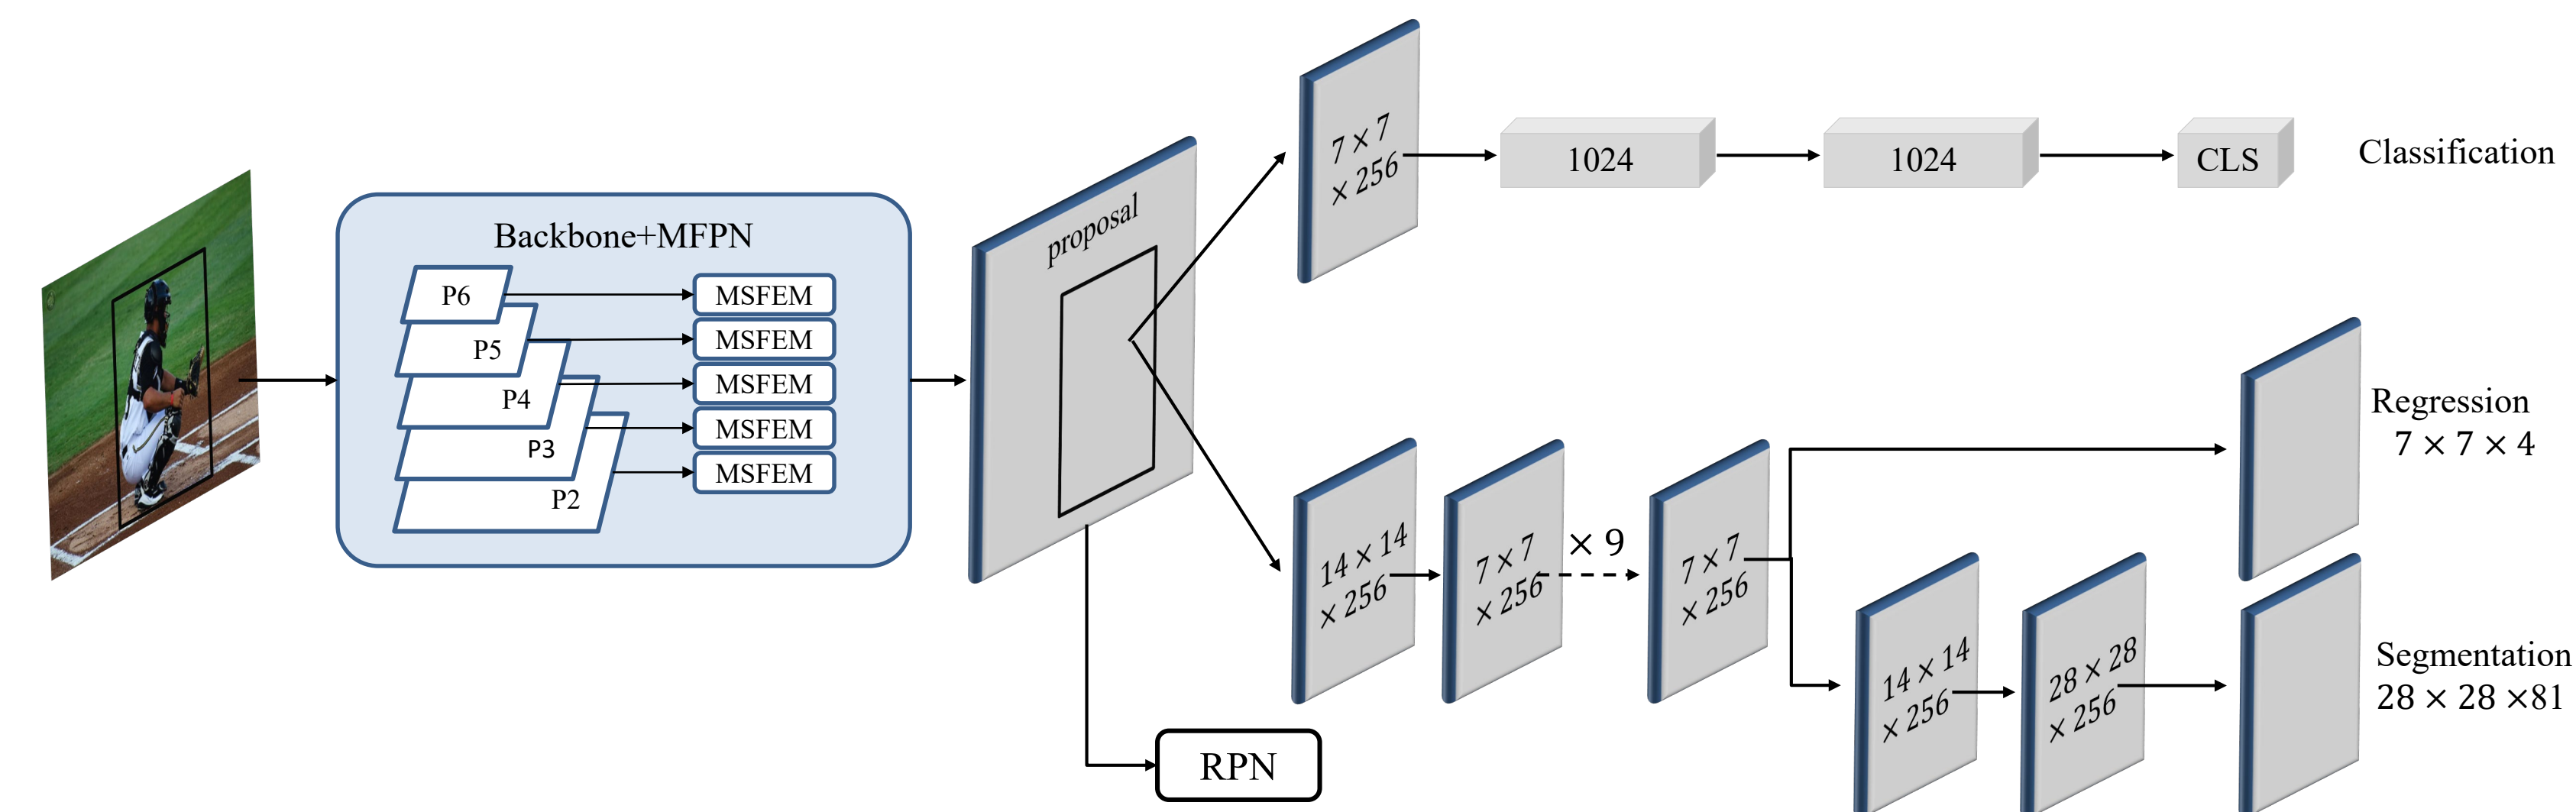 Backbone+MFPN
P6
P5
P4
P3
P2
MSFEM
MSFEM
MSFEM
MSFEM
MSFEM
proposal
7 × 7
× 256
1024
1024
CLS
Classification
14 × 14
× 256
7 × 7
× 256
× 9
7 × 7
× 256
Regression
7 × 7 × 4
14 × 14
× 256
28 × 28
× 256
Segmentation
28 × 28 ×81
RPN